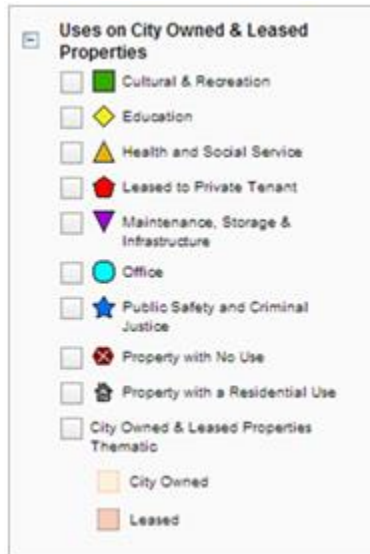 Uses on City Owned & Leased
Properties
Cultural & Recreation
Education
Health and Social Service
Leased to Private Tenant
Maintenance, Storage &
Infrastructure
Office
Public Safety and Criminal
Justice
Property with No Use
Property with a Residential Use
City Owned & Leased Properties
Thematic
City Owned
Leased